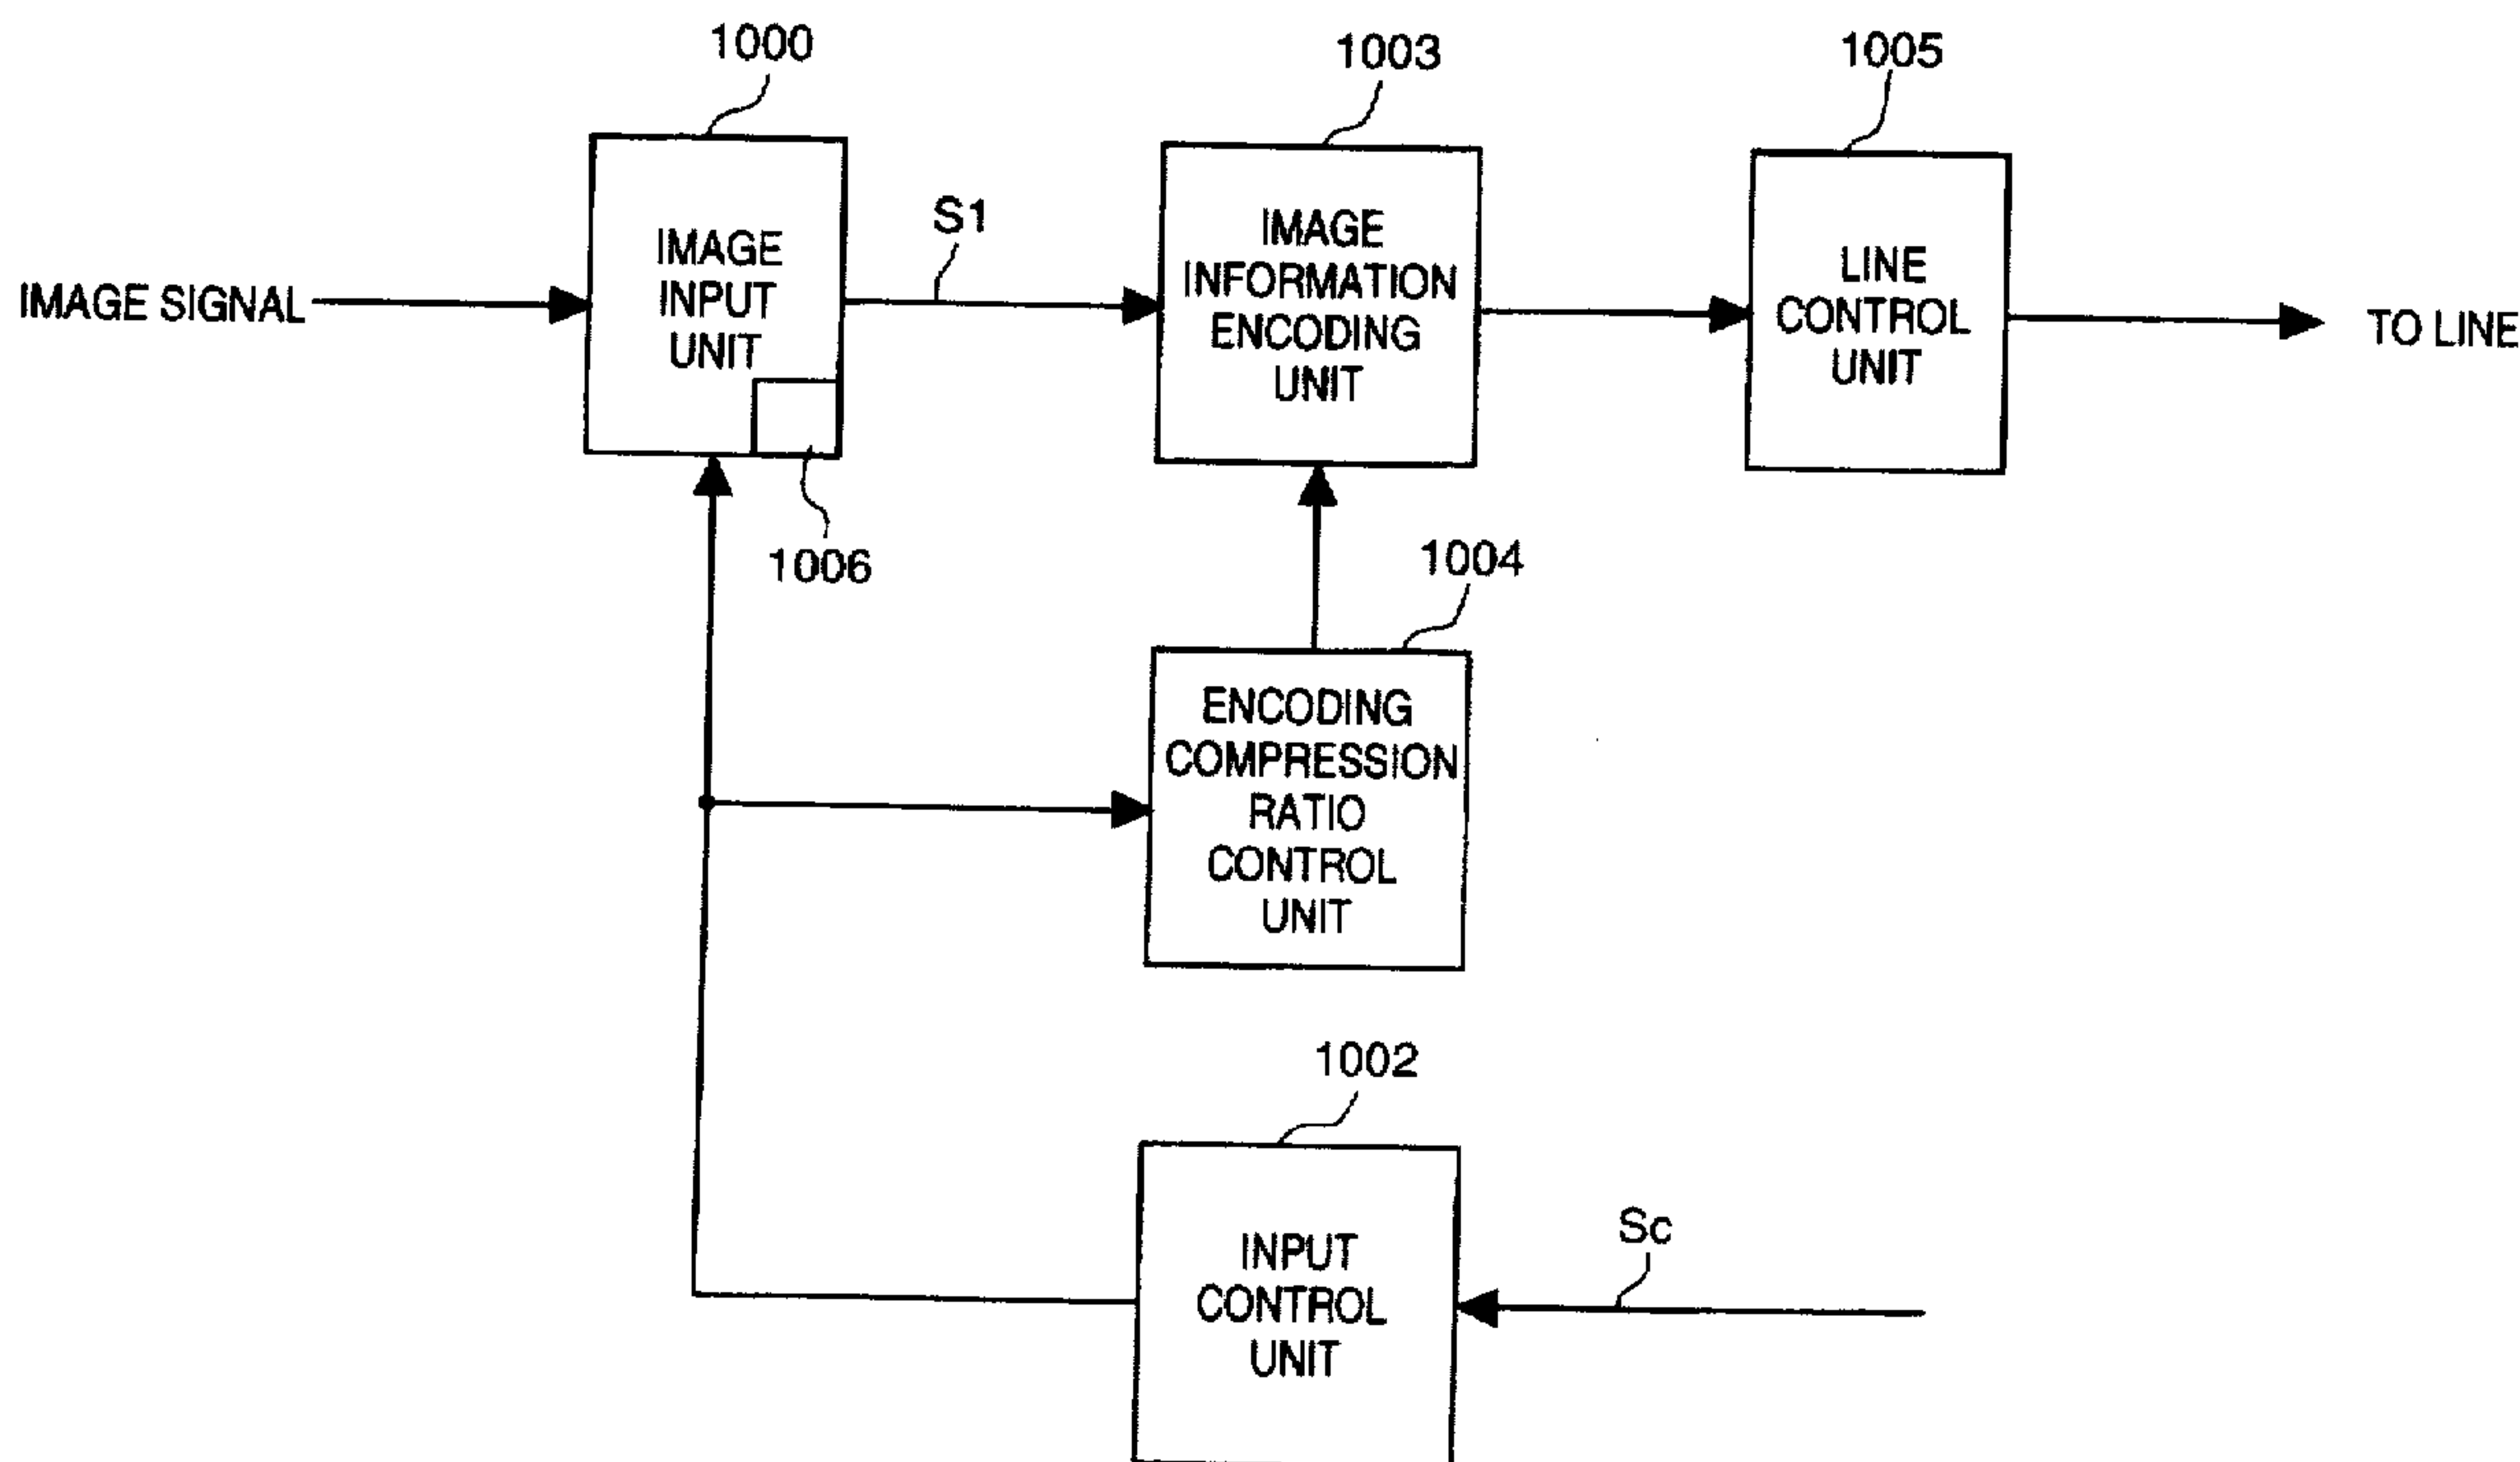 1000
1003
1005
S1
IMAGE SIGNAL
IMAGE
INPUT
UNIT
IMAGE
INFORMATION
ENCODING
UNIT
LINE
CONTROL
UNIT
TO LINE
1006
1004
ENCODING
COMPRESSION
RATIO
CONTROL
UNIT
1002
INPUT
CONTROL
UNIT
Sc